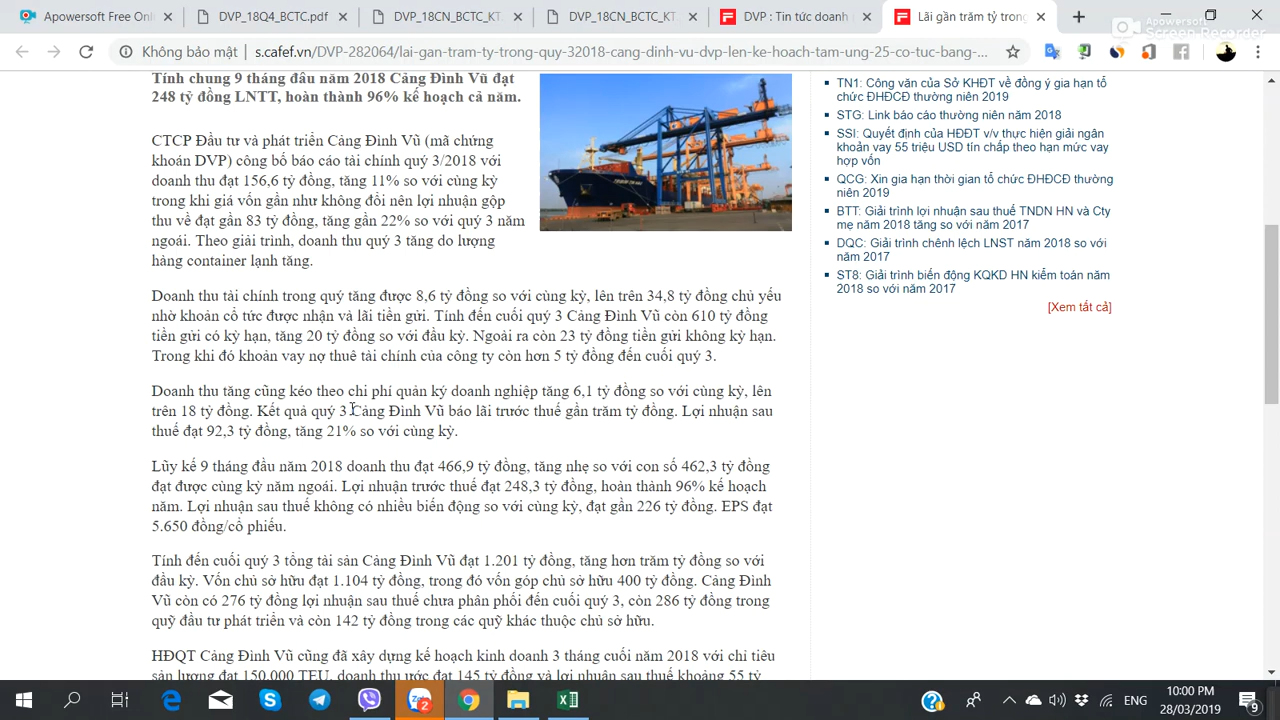 Apowersoft Free Onl
DVP_18Q4_BCTC.pdf
DVP_18CN_BCTC_KT
DVP_18CN_BCTC_KT
DVP : Tin tức doanh
Lãi gần trăm tỷ trong
Apowersoft
Screen Recorder
Không bảo mật | s.cafef.vn/DVP-282064/lai-gan-tram-ty-trong-quy-32018-cang-dinh-vu-dvp-len-ke-hoach-tam-ung-25-co-tuc-bang-...
Tính chung 9 tháng đầu năm 2018 Cảng Đình Vũ đạt
248 tỷ đồng LNTT, hoàn thành 96% kế hoạch cả năm.
CTCP Đầu tư và phát triển Cảng Đình Vũ (mã chứng
khoán DVP) công bố báo cáo tài chính quý 3/2018 với
doanh thu đạt 156,6 tỷ đồng, tăng 11% so với cùng kỳ
trong khi giá vốn gần như không đổi nên lợi nhuận gộp
thu về đạt gần 83 tỷ đồng, tăng gần 22% so với quý 3 năm
ngoái. Theo giải trình, doanh thu quý 3 tăng do lượng
hàng container lạnh tăng.
Doanh thu tài chính trong quý tăng được 8,6 tỷ đồng so với cùng kỳ, lên trên 34,8 tỷ đồng chủ yếu
nhờ khoản cổ tức được nhận và lãi tiền gửi. Tính đến cuối quý 3 Cảng Đình Vũ còn 610 tỷ đồng
tiền gửi có kỳ hạn, tăng 20 tỷ đồng so với đầu kỳ. Ngoài ra còn 23 tỷ đồng tiền gửi không kỳ hạn.
Trong khi đó khoản vay nợ thuê tài chính của công ty còn hơn 5 tỷ đồng đến cuối quý 3.
Doanh thu tăng cũng kéo theo chi phí quản ký doanh nghiệp tăng 6,1 tỷ đồng so với cùng kỳ, lên
trên 18 tỷ đồng. Kết quả quý 3 Cảng Đình Vũ báo lãi trước thuế gần trăm tỷ đồng. Lợi nhuận sau
thuế đạt 92,3 tỷ đồng, tăng 21% so với cùng kỳ.
Lũy kế 9 tháng đầu năm 2018 doanh thu đạt 466,9 tỷ đồng, tăng nhẹ so với con số 462,3 tỷ đồng
đạt được cùng kỳ năm ngoái. Lợi nhuận trước thuế đạt 248,3 tỷ đồng, hoàn thành 96% kế hoạch
năm. Lợi nhuận sau thuế không có nhiều biến động so với cùng kỳ, đạt gần 226 tỷ đồng. EPS đạt
5.650 đồng/cổ phiếu.
Tính đến cuối quý 3 tổng tài sản Cảng Đình Vũ đạt 1.201 tỷ đồng, tăng hơn trăm tỷ đồng so với
đầu kỳ. Vốn chủ sở hữu đạt 1.104 tỷ đồng, trong đó vốn góp chủ sở hữu 400 tỷ đồng. Cảng Đình
Vũ còn có 276 tỷ đồng lợi nhuận sau thuế chưa phân phối đến cuối quý 3, còn 286 tỷ đồng trong
quỹ đầu tư phát triển và còn 142 tỷ đồng trong các quỹ khác thuộc chủ sở hữu.
HĐQT Cảng Đình Vũ cũng đã xây dựng kế hoạch kinh doanh 3 tháng cuối năm 2018 với chỉ tiêu
sản lượng đạt 150.000 TEU, doanh thu ước đạt 145 tỷ đồng và lợi nhuận sau thuế khoảng 55 tỷ
TN1: Công văn của Sở KHĐT về đồng ý gia hạn tổ
chức ĐHĐCĐ thường niên 2019
STG: Link báo cáo thường niên năm 2018
SSI: Quyết định của HĐQT v/v thực hiện giải ngân
khoản vay 55 triệu USD tín chấp theo hạn mức vay
hợp vốn
QCG: Xin gia hạn thời gian tổ chức ĐHĐCĐ thường
niên 2019
BTT: Giải trình lợi nhuận sau thuế TNDN HN và Cty
mẹ năm 2018 tăng so với năm 2017
DQC: Giải trình chênh lệch LNST năm 2018 so với
năm 2017
ST8: Giải trình biến động KQKD HN kiểm toán năm
2018 so với năm 2017
[Xem tất cả]
Zalo
2
ENG
10:00 PM
28/03/2019
9